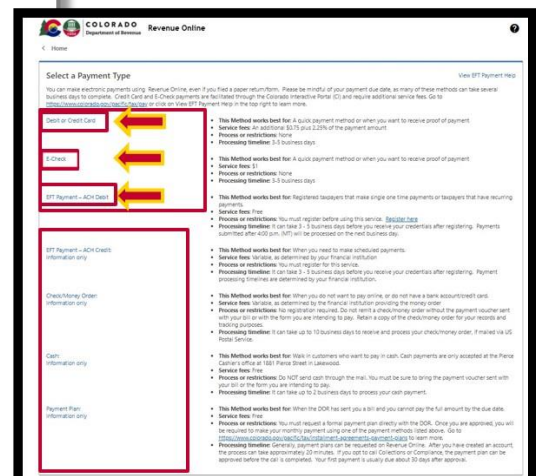 COLORADO
Department of Revenue
Revenue Online
?
< Home
Select a Payment Type
View EFT Payment Help
You can make electronic payments using Revenue Online, even if you filed a paper return/form. Please be mindful of your payment due date, as many of these methods can take several
business days to complete. Credit Card and E-Check payments are facilitated through the Colorado Interactive Portal (CI) and require additional service fees. Go to
https://www.colorado.gov/pacific/tax/pay or click on View EFT Payment Help in the top right to learn more.
Debit or Credit Card
• This Method works best for: A quick payment method or when you want to receive proof of payment
• Service fees: An additional $0.75 plus 2.25% of the payment amount
• Process or restrictions: None
• Processing timeline: 3-5 business days
E-Check
• This Method works best for: A quick payment method or when you want to receive proof of payment
• Service fees: $1
• Process or restrictions: None
• Processing timeline: 3-5 business days
EFT Payment – ACH Debit
• This Method works best for: Registered taxpayers that make single one time payments or taxpayers that have recurring
payments.
• Service fees: Free
• Process or restrictions: You must register before using this service. Register here
• Processing timeline: It can take 3 - 5 business days before you receive your credentials after registering. Payments
submitted after 4:00 p.m. (MT) will be processed on the next business day.
EFT Payment – ACH Credit
Information only
• This Method works best for: When you need to make scheduled payments.
• Service fees: Variable, as determined by your financial institution
• Process or restrictions: You must register for this service.
• Processing timeline: It can take 3 - 5 business days before you receive your credentials after registering. Payment
processing timelines are determined by your financial institution.
Check/Money Order:
Information only
• This Method works best for: When you do not want to pay online, or do not have a bank account/credit card.
• Service fees: Variable, as determined by the financial institution providing the money order
• Process or restrictions: No registration required. Do not remit a check/money order without the payment voucher sent
with your bill or with the form you are intending to pay. Retain a copy of the check/money order for your records and
tracking purposes.
• Processing timeline: It can take up to 10 business days to receive and process your check/money order, if mailed via US
Postal Service.
Cash:
Information only
• This Method works best for: Walk in customers who want to pay in cash. Cash payments are only accepted at the Pierce
Cashier's office at 1881 Pierce Street in Lakewood.
• Service fees: Free
• Process or restrictions: Do NOT send cash through the mail. You must be sure to bring the payment voucher sent with
your bill or the form you are intending to pay.
• Processing timeline: It can take up to 2 business days to process your cash payment.
Payment Plan:
Information only
• This Method works best for: When the DOR has sent you a bill and you cannot pay the full amount by the due date.
• Service fees: Free
• Process or restrictions: You must request a formal payment plan directly with the DOR. Once you are approved, you will
be required to make your monthly payment using one of the payment methods listed above. Go to
https://www.colorado.gov/pacific/tax/installment-agreements-payment-plans to learn more.
• Processing timeline: Generally, payment plans can be requested on Revenue Online. After you have created an account,
the process can take approximately 20 minutes. If you opt to call Collections or Compliance, the payment plan can be
approved before the call is completed. Your first payment is usually due about 30 days after approval.